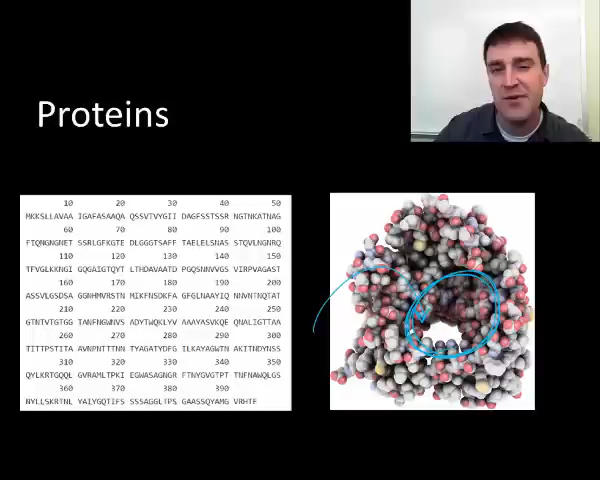 Proteins
10 20 30 40 50
MKKSLLAVAA IGAFASAAQA QSSVTVYGII DAGFSSTSSR NGTNKATNAG
60 70 80 90 100
FTQNGNGNET SSRLGFKGTE DLGGGTSAFF TAELELSNAS STQVLNGNRQ
110 120 130 140 150
TFVGLKKNGI GQGAIGTQYT LTHDAVAATD PGQSNNVVGS VIRPVAGAST
160 170 180 190 200
ASSVLGSDSA GGNHMVRSTN MIKFNSDKFA GFGLNAAYIQ NNVNTNQTAT
210 220 230 240 250
GTNTVTGTGG TANFNGWNVS ADYTWQKLYV AAAYASVKQE QNALIGTTAA
260 270 280 290 300
TITTPSTITA AVNPNTTTNN TYAGATYDFG ILKAYAGWTN AKITNDYNSS
310 320 330 340 350
QYLKRTGQQL GVRAMLTPKI EGWASAGNGR FTNYGVGTPT TNFNAWQLGS
360 370 380 390
NYLLSKRTNL YAIYGQTIFS SSSAGGLTPS GAASSQYAMG VRHTF